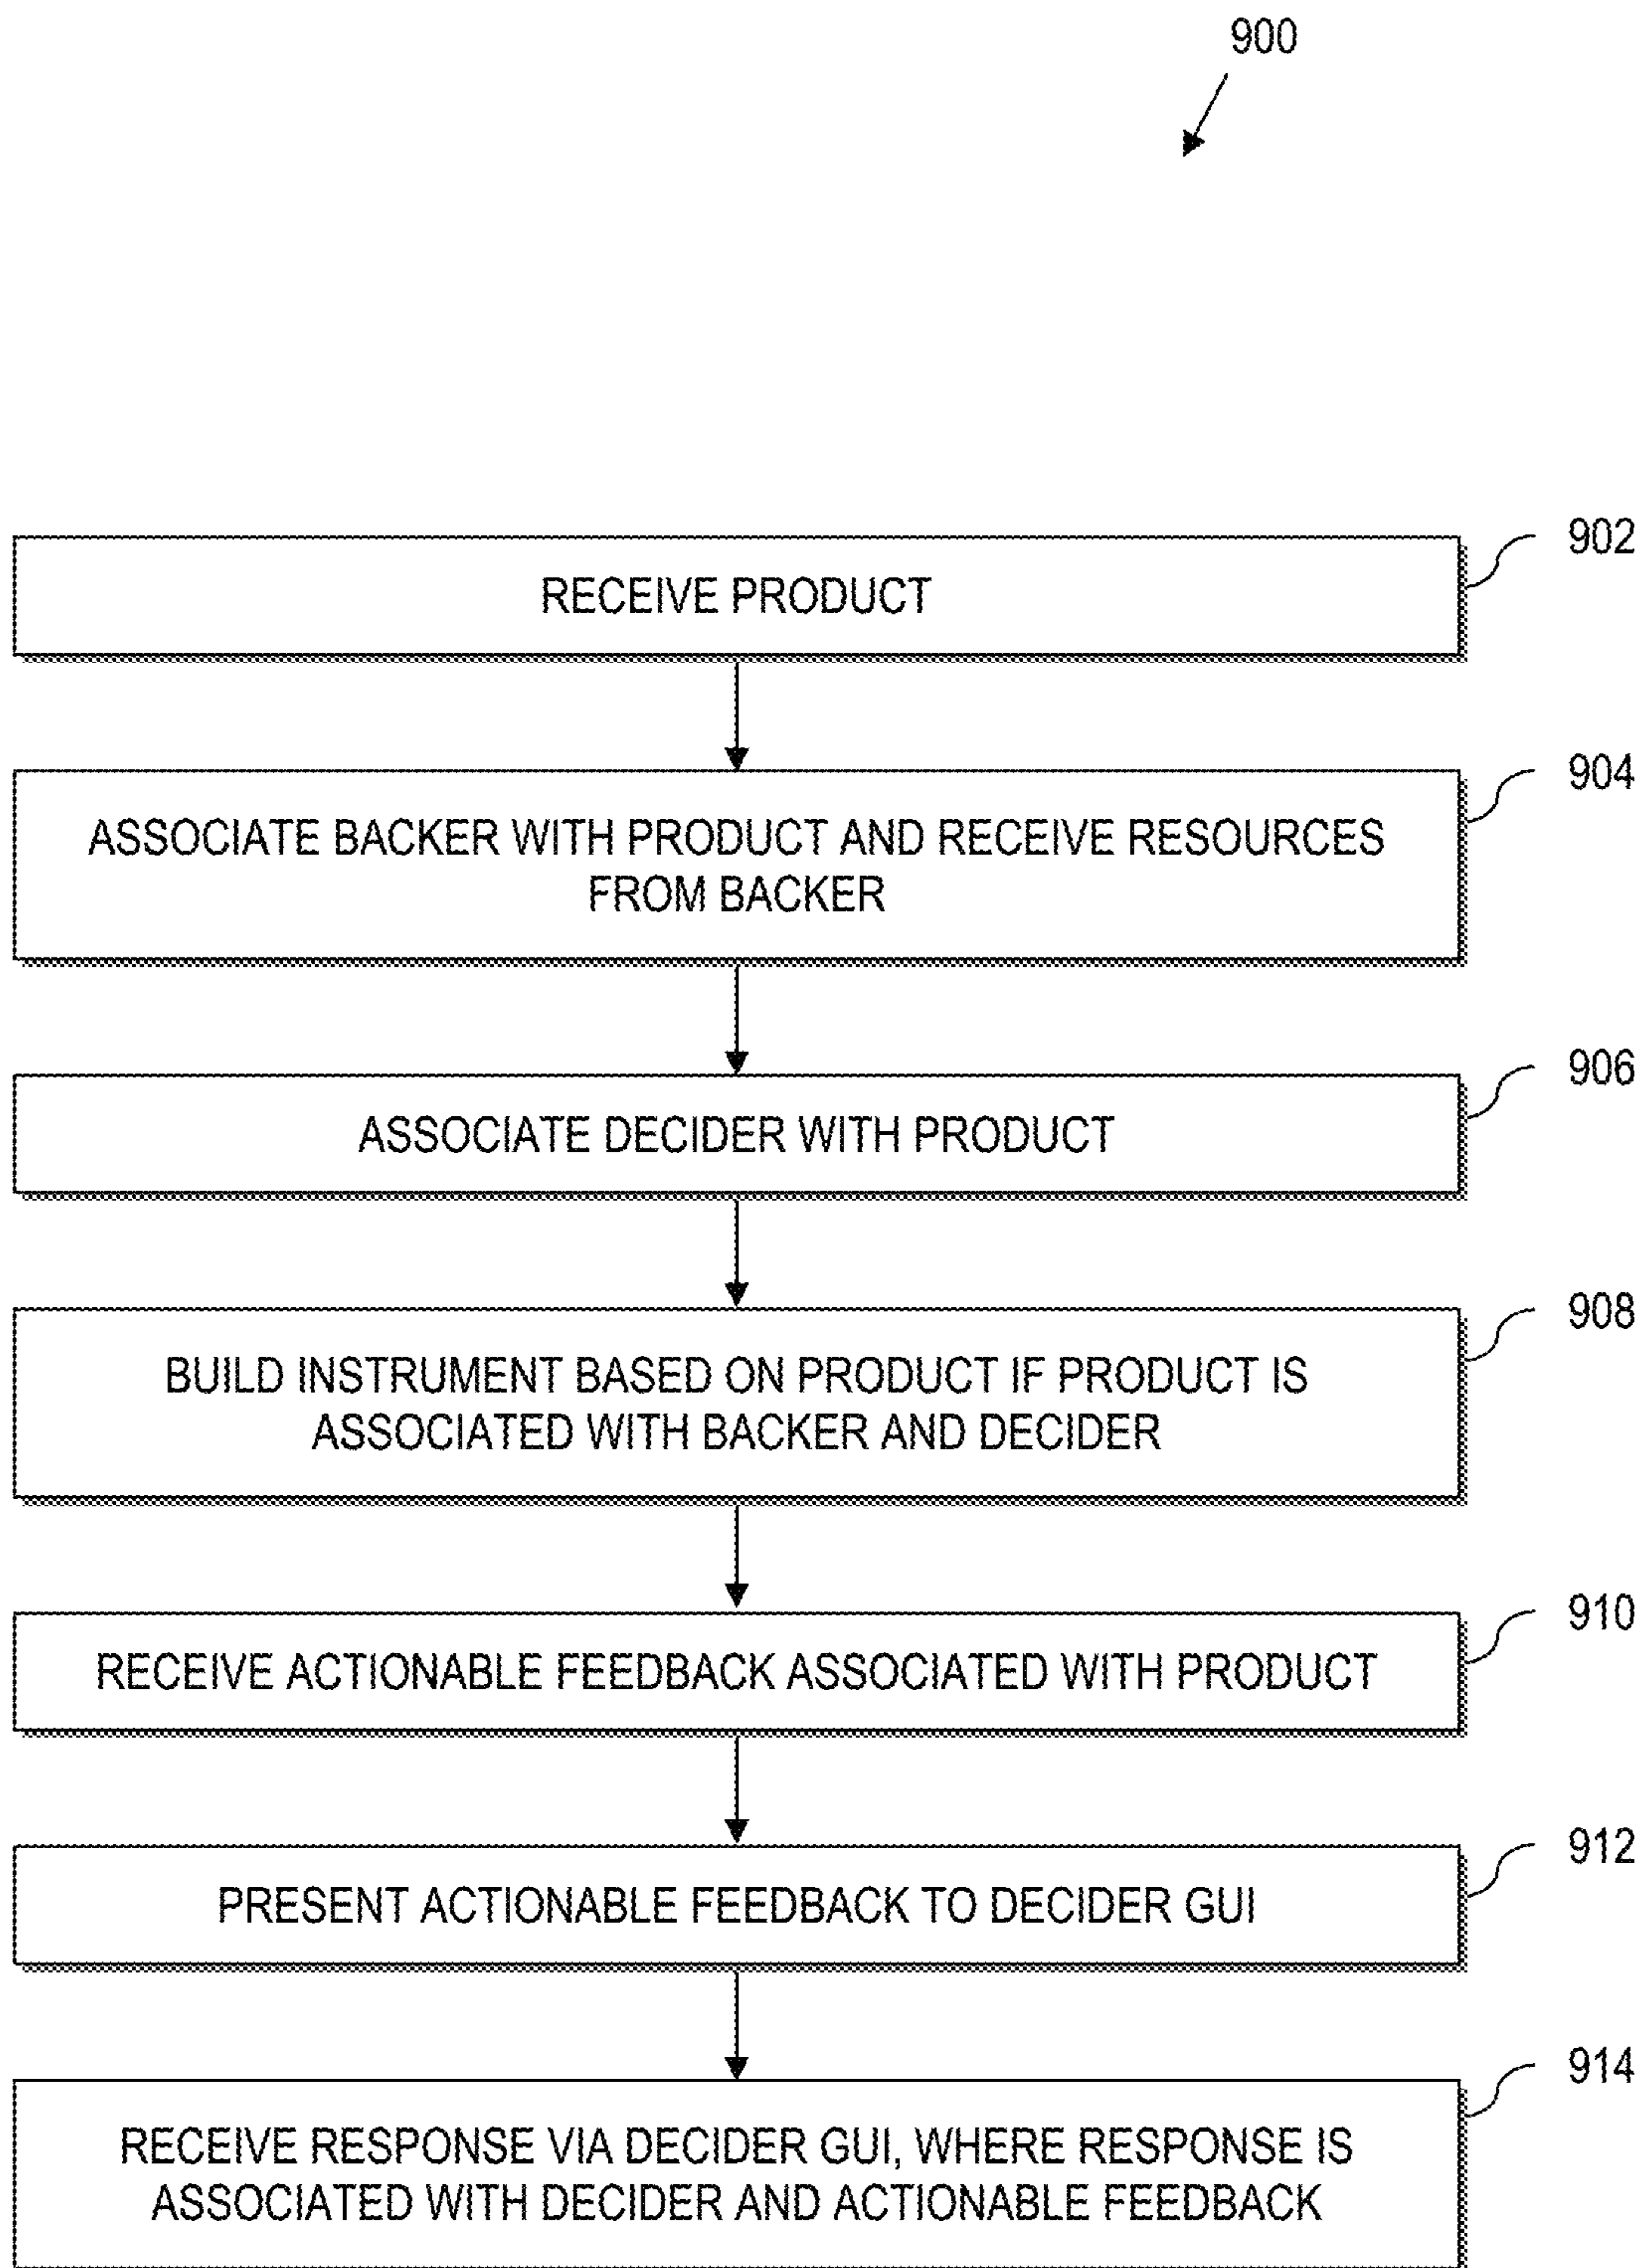 900
902
RECEIVE PRODUCT
904
ASSOCIATE BACKER WITH PRODUCT AND RECEIVE RESOURCES
FROM BACKER
906
ASSOCIATE DECIDER WITH PRODUCT
908
BUILD INSTRUMENT BASED ON PRODUCT IF PRODUCT IS
ASSOCIATED WITH BACKER AND DECIDER
910
RECEIVE ACTIONABLE FEEDBACK ASSOCIATED WITH PRODUCT
912
PRESENT ACTIONABLE FEEDBACK TO DECIDER GUI
914
RECEIVE RESPONSE VIA DECIDER GUI, WHERE RESPONSE IS
ASSOCIATED WITH DECIDER AND ACTIONABLE FEEDBACK